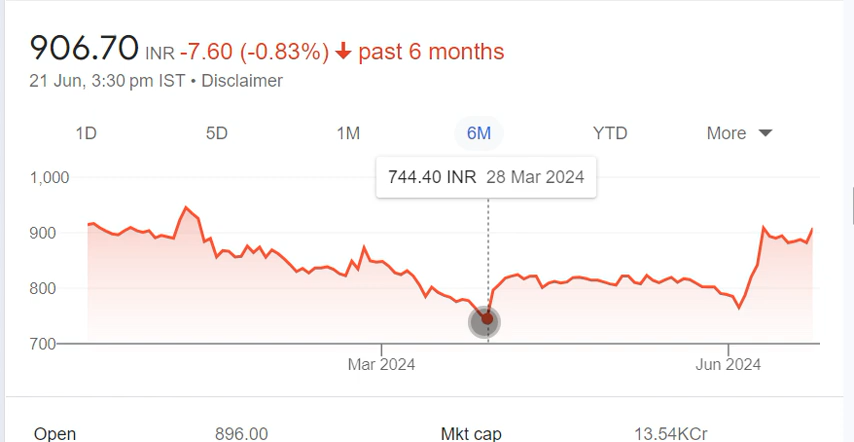 906.70 INR -7.60 (-0.83%) past 6 months
21 Jun, 3:30 pm IST • Disclaimer
1D 5D 1M 6M YTD More
744.40 INR 28 Mar 2024
1,000
900
800
700
Mar 2024 Jun 2024
Open 896.00 Mkt cap 13.54KCr